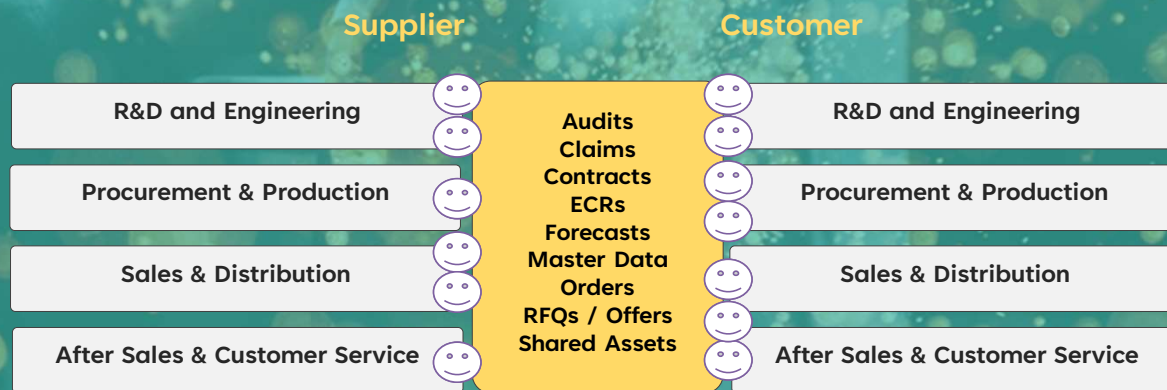 Supplier
Customer
R&D and Engineering
Procurement & Production
Sales & Distribution
After Sales & Customer Service
Audits
Claims
Contracts
ECRs
Forecasts
Master Data
Orders
RFQs / Offers
Shared Assets
R&D and Engineering
Procurement & Production
Sales & Distribution
After Sales & Customer Service